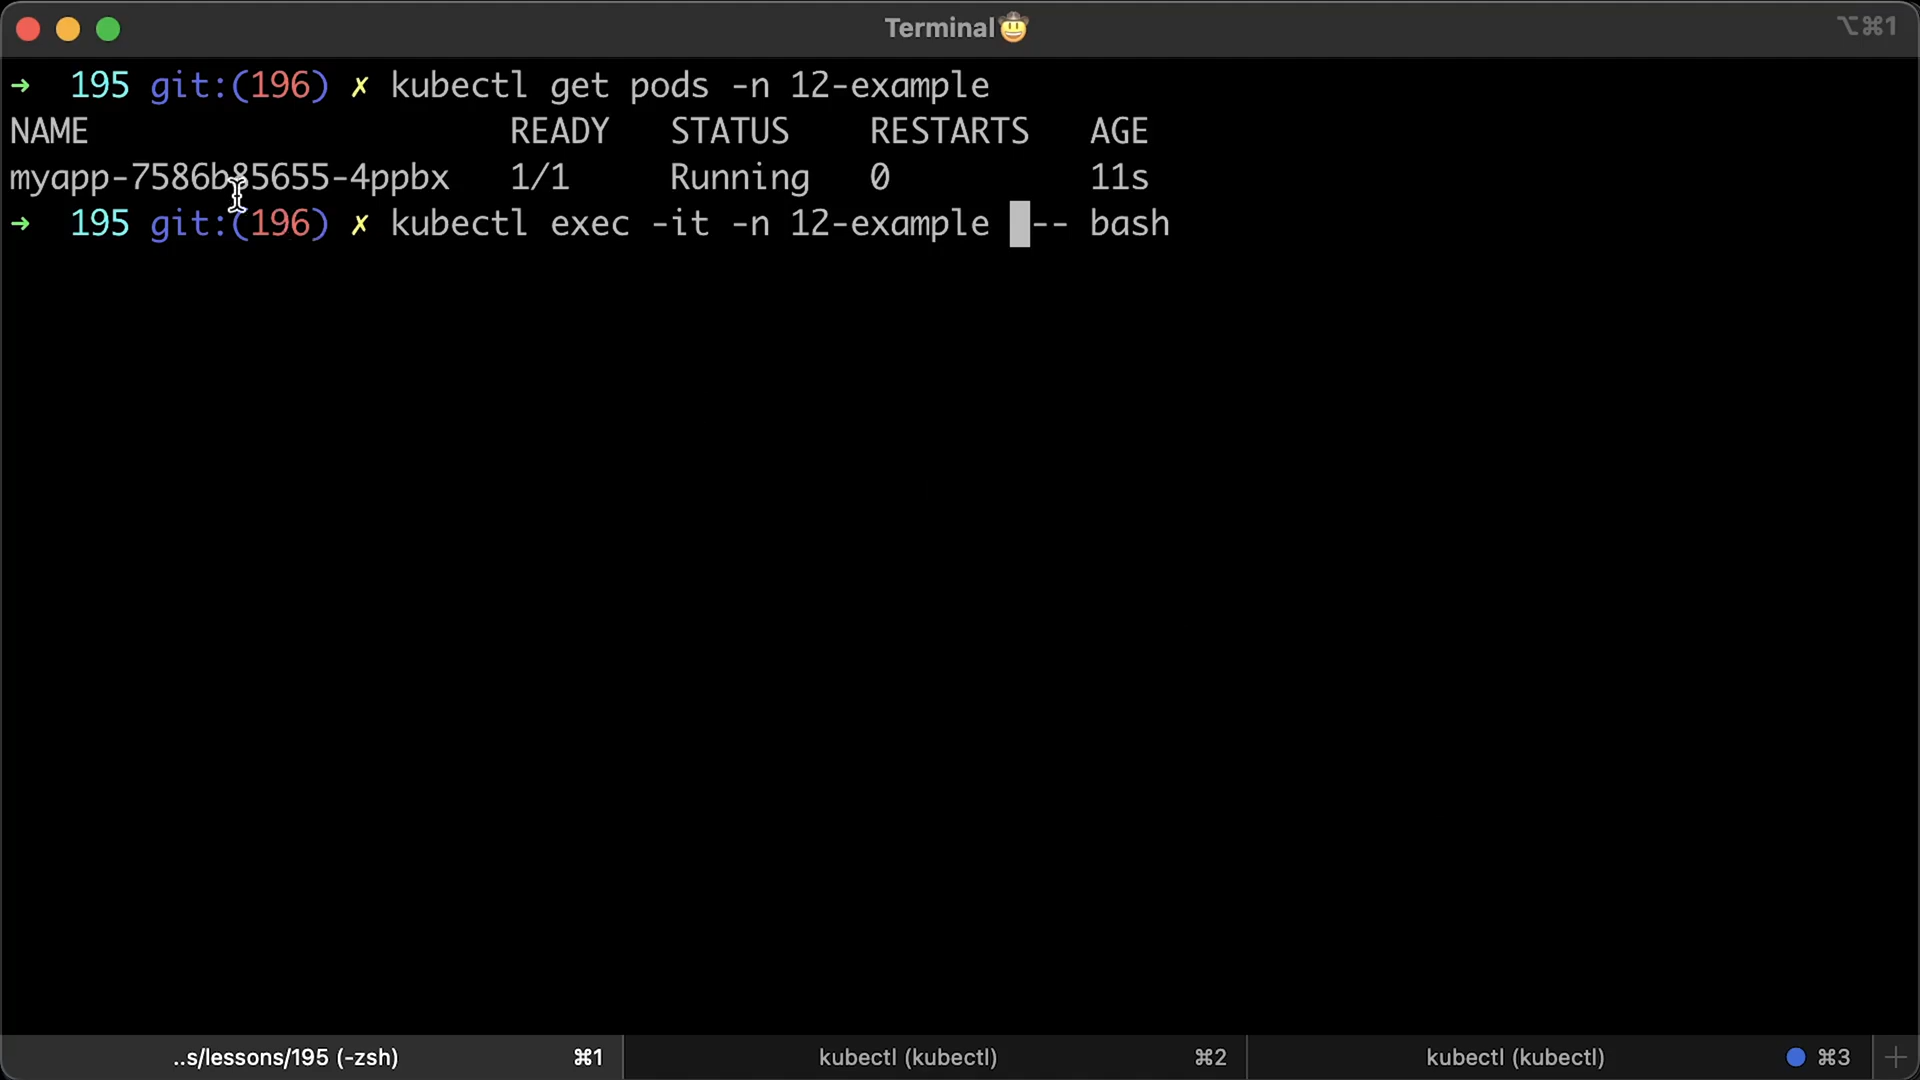 Terminal🤠
⌥⌘1
➜ 195 git:(196) ✗ kubectl get pods -n 12-example
NAME READY STATUS RESTARTS AGE
myapp-7586b85655-4ppbx 1/1 Running 0 11s
➜ 195 git:(196) ✗ kubectl exec -it -n 12-example -- bash
..s/lessons/195 (-zsh) ⌘1 kubectl (kubectl) ⌘2 kubectl (kubectl) ⌘3